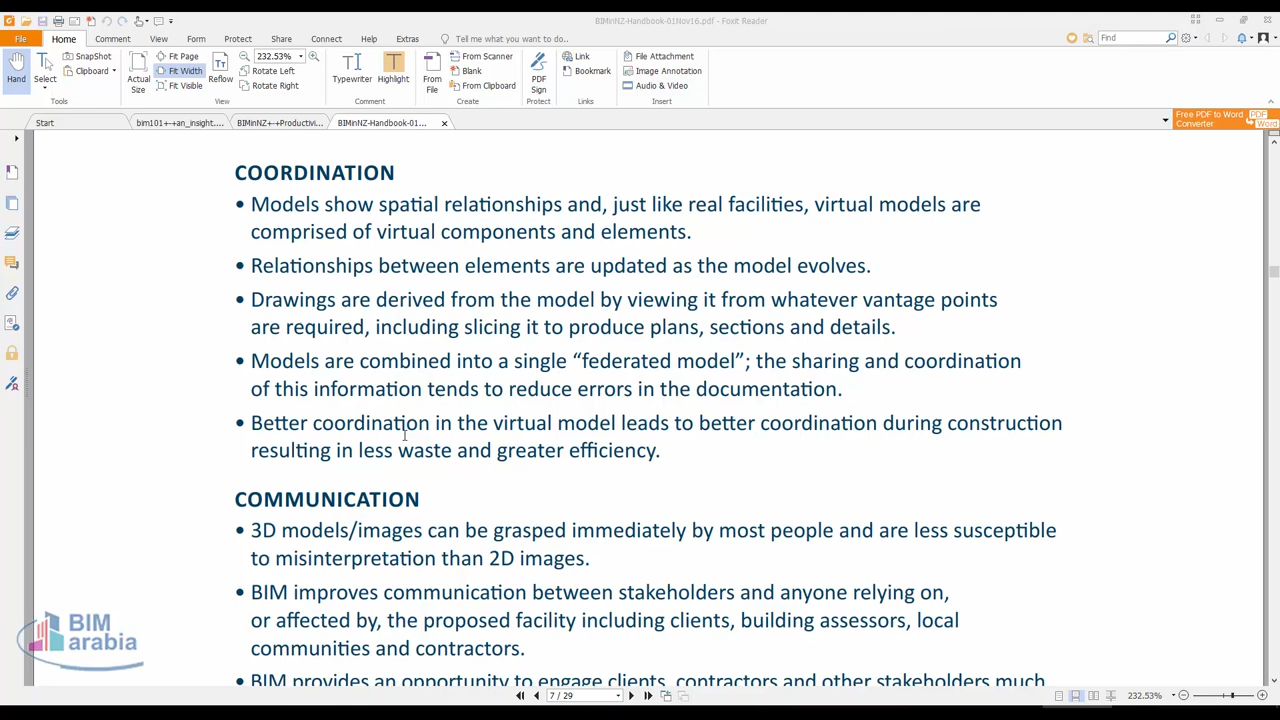 BIMinNZ-Handbook-01Nov16.pdf - Foxit Reader
File Home Comment View Form Protect Share Connect Help Extras Tell me what you want to do.. Find
Hand
Select
SnapShot
Clipboard
Tools
Actual Size
Fit Page
Fit Width
Fit Visible
Reflow
232.53%
Rotate Left
Rotate Right
View
Typewriter
Highlight
Comment
From File
From Scanner
Blank
From Clipboard
Create
PDF Sign
Protect
Link
Bookmark
Links
File Attachment
Image Annotation
Audio & Video
Insert
Start bim101+-+an_insight.... BIMinNZ+-+Productivi... BIMinNZ-Handbook-01...
Free PDF to Word Converter
PDF
Word
COORDINATION
• Models show spatial relationships and, just like real facilities, virtual models are
comprised of virtual components and elements.
• Relationships between elements are updated as the model evolves.
• Drawings are derived from the model by viewing it from whatever vantage points
are required, including slicing it to produce plans, sections and details.
• Models are combined into a single “federated model”; the sharing and coordination
of this information tends to reduce errors in the documentation.
• Better coordination in the virtual model leads to better coordination during construction
resulting in less waste and greater efficiency.
COMMUNICATION
• 3D models/images can be grasped immediately by most people and are less susceptible
to misinterpretation than 2D images.
• BIM improves communication between stakeholders and anyone relying on,
or affected by, the proposed facility including clients, building assessors, local
communities and contractors.
• BIM provides an opportunity to engage clients, contractors and other stakeholders much
BIM
arabia
7 / 29
232.53%